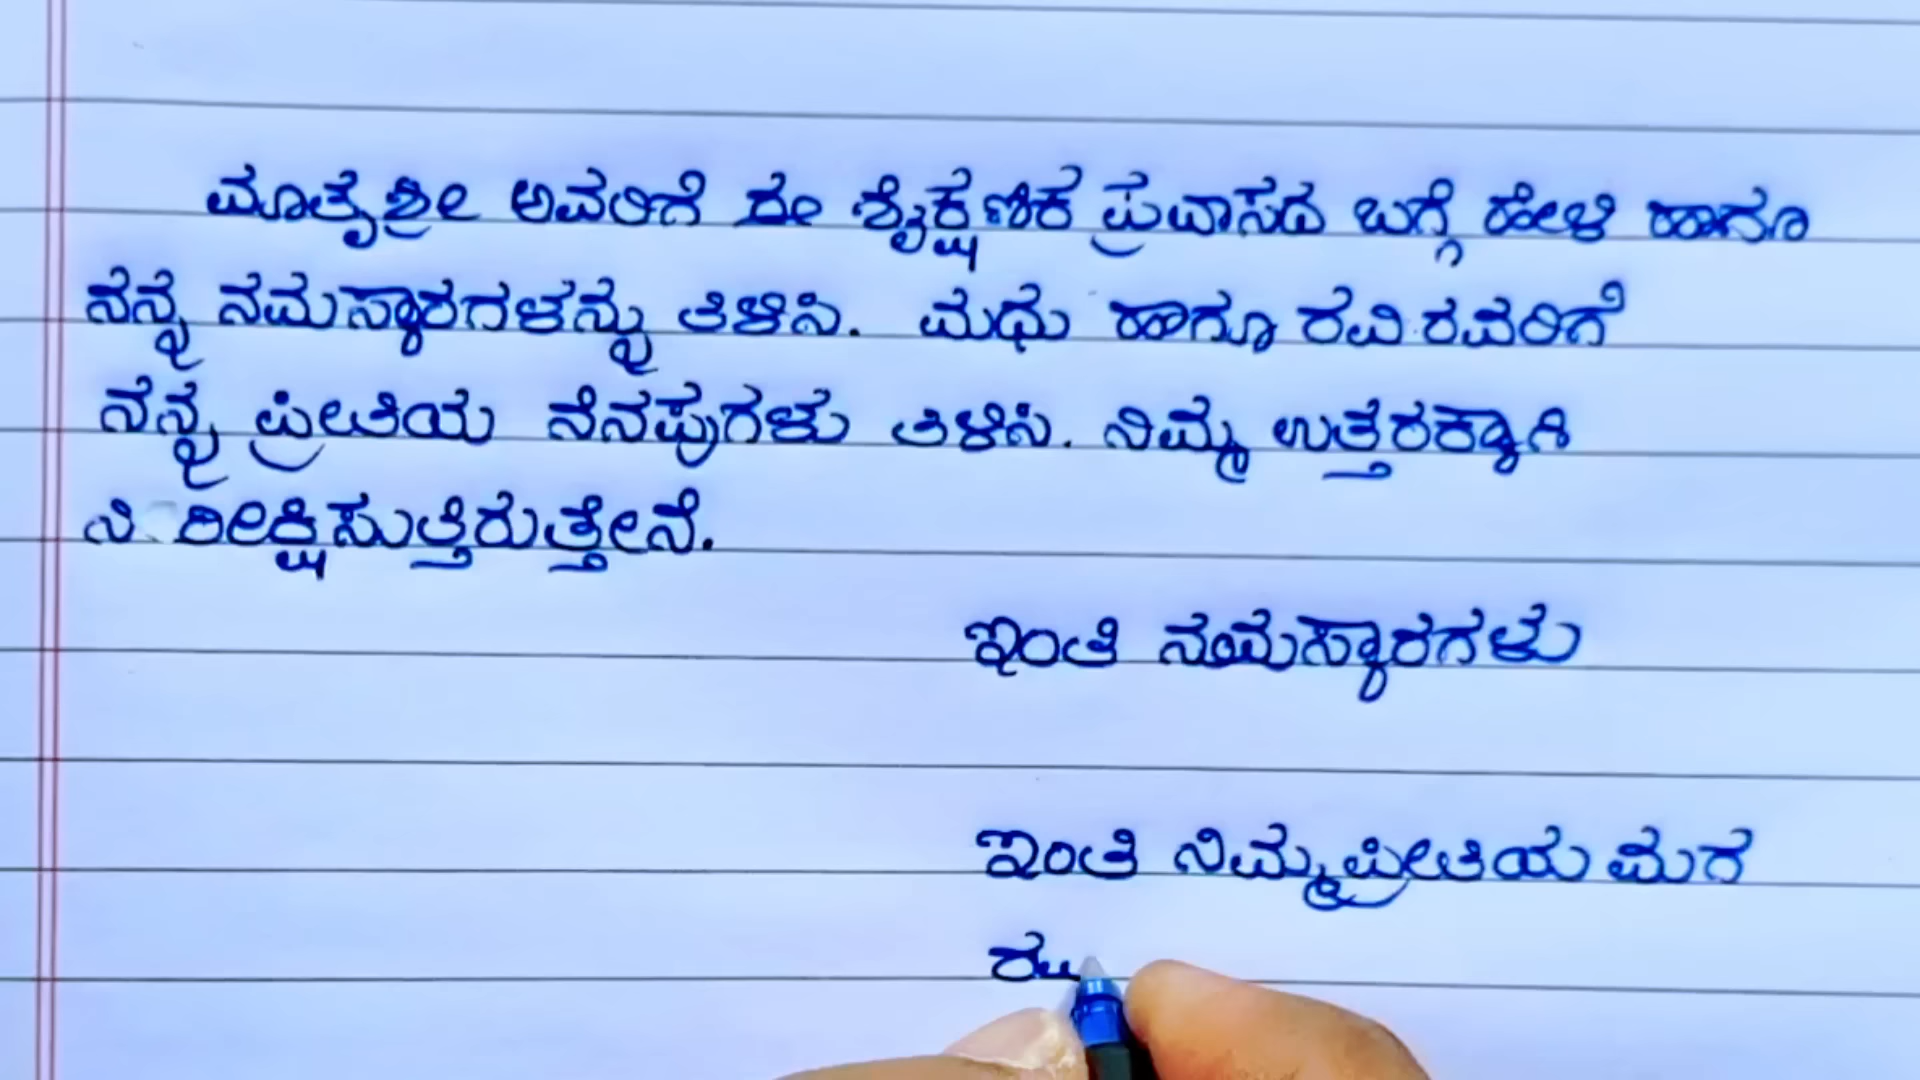 ಮಾತೃಶ್ರೀ ಅವರಿಗೆ ಈ ಶೈಕ್ಷಣಿಕ ಪ್ರವಾಸದ ಬಗ್ಗೆ ಹೇಳಿ ಹಾಗೂ
ನನ್ನ ನಮಸ್ಕಾರಗಳನ್ನು ತಿಳಿಸಿ. ಮಧು ಹಾಗೂ ರವಿ ರವರಿಗೆ
ನನ್ನ ಪ್ರೀತಿಯ ನೆನಪುಗಳು ತಿಳಿಸಿ. ನಿಮ್ಮ ಉತ್ತರಕ್ಕಾಗಿ
ನಿರೀಕ್ಷಿಸುತ್ತಿರುತ್ತೇನೆ.
ಇಂತಿ ನಮಸ್ಕಾರಗಳು
ಇಂತಿ ನಿಮ್ಮ ಪ್ರೀತಿಯ ಮಗ